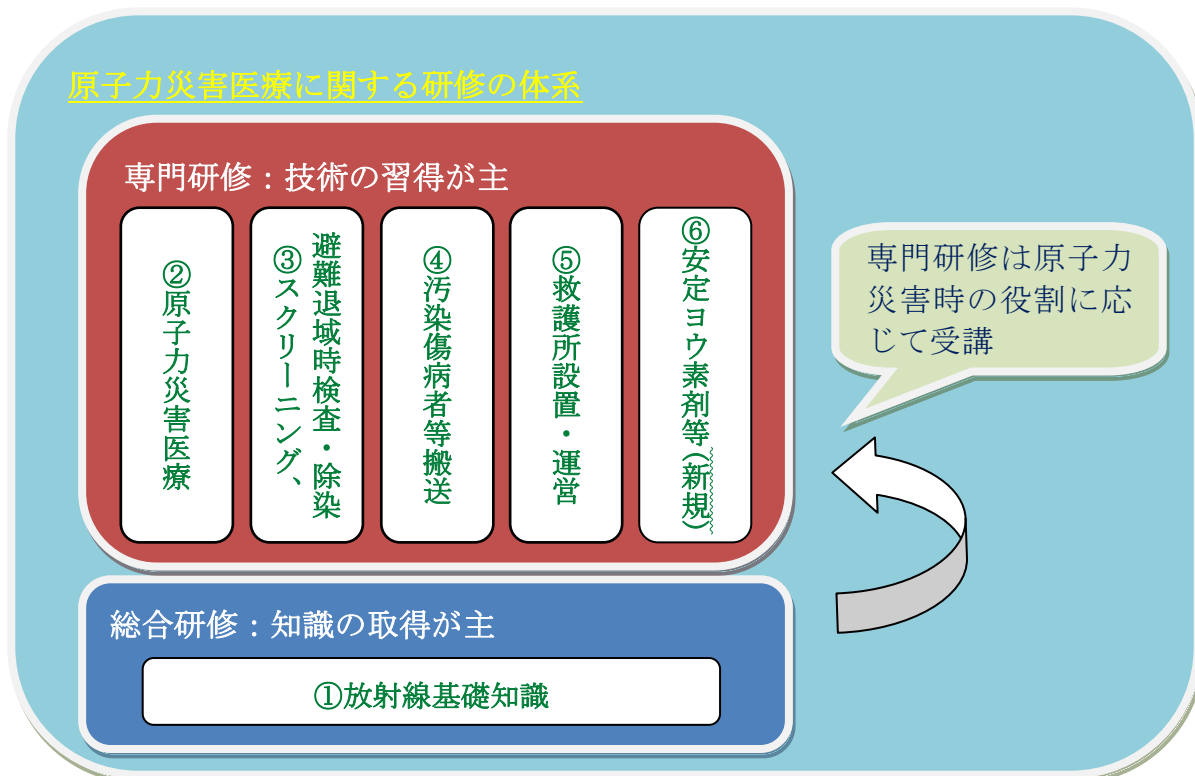 原子力災害医療に関する研修の体系
専門研修：技術の習得が主
②原子力災害医療
避難退域時検査・除染
③スクリーニング、
④汚染傷病者等搬送
⑤救護所設置・運営
⑥安定ヨウ素剤等(新規)
専門研修は原子力
災害時の役割に応
じて受講
総合研修：知識の取得が主
①放射線基礎知識